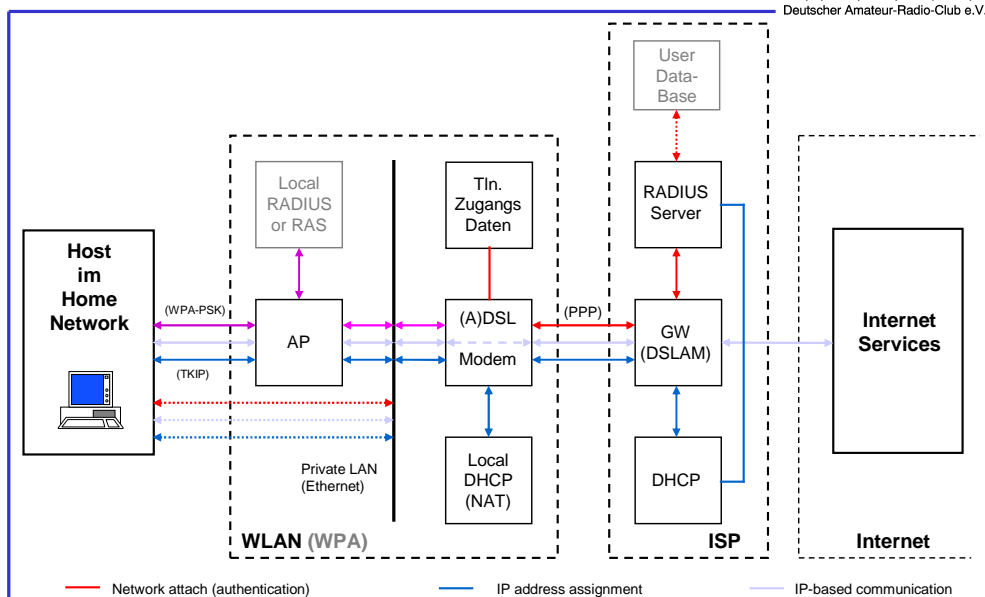 Deutscher Amateur-Radio-Club e.V.
User
Data-
Base
Local
RADIUS
or RAS
Tln.
Zugangs
Daten
RADIUS
Server
Host
im
Home
Network
(WPA-PSK)
(TKIP)
AP
(A)DSL
Modem
(PPP)
GW
(DSLAM)
Internet
Services
Private LAN
(Ethernet)
Local
DHCP
(NAT)
DHCP
WLAN (WPA)
ISP
Internet
Network attach (authentication)
IP address assignment
IP-based communication